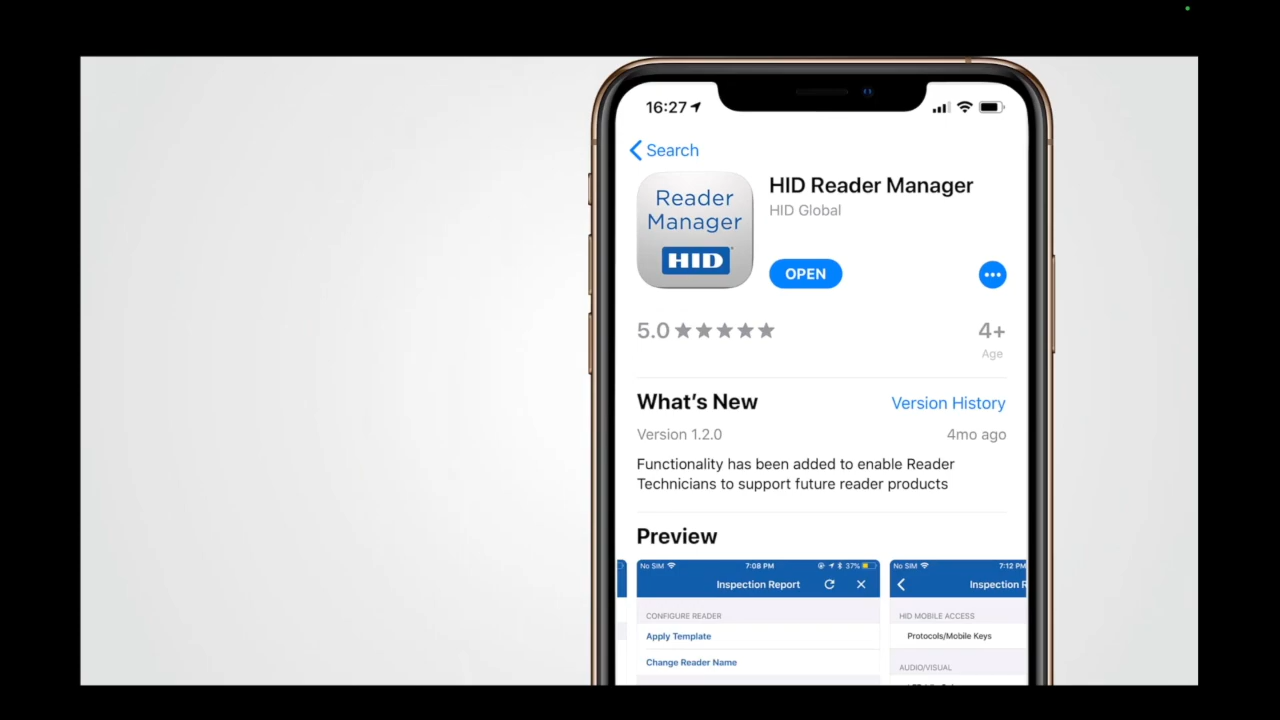 16:27
Search
Reader
Manager
HID
HID Reader Manager
HID Global
OPEN
5.0
4+
Age
What's New
Version History
Version 1.2.0
4mo ago
Functionality has been added to enable Reader
Technicians to support future reader products
Preview
No SIM 7:08 PM 37%
Inspection Report
CONFIGURE READER
Apply Template
Change Reader Name
No SIM 7:12 PM
Inspection R
HID MOBILE ACCESS
Protocols/Mobile Keys
AUDIO/VISUAL